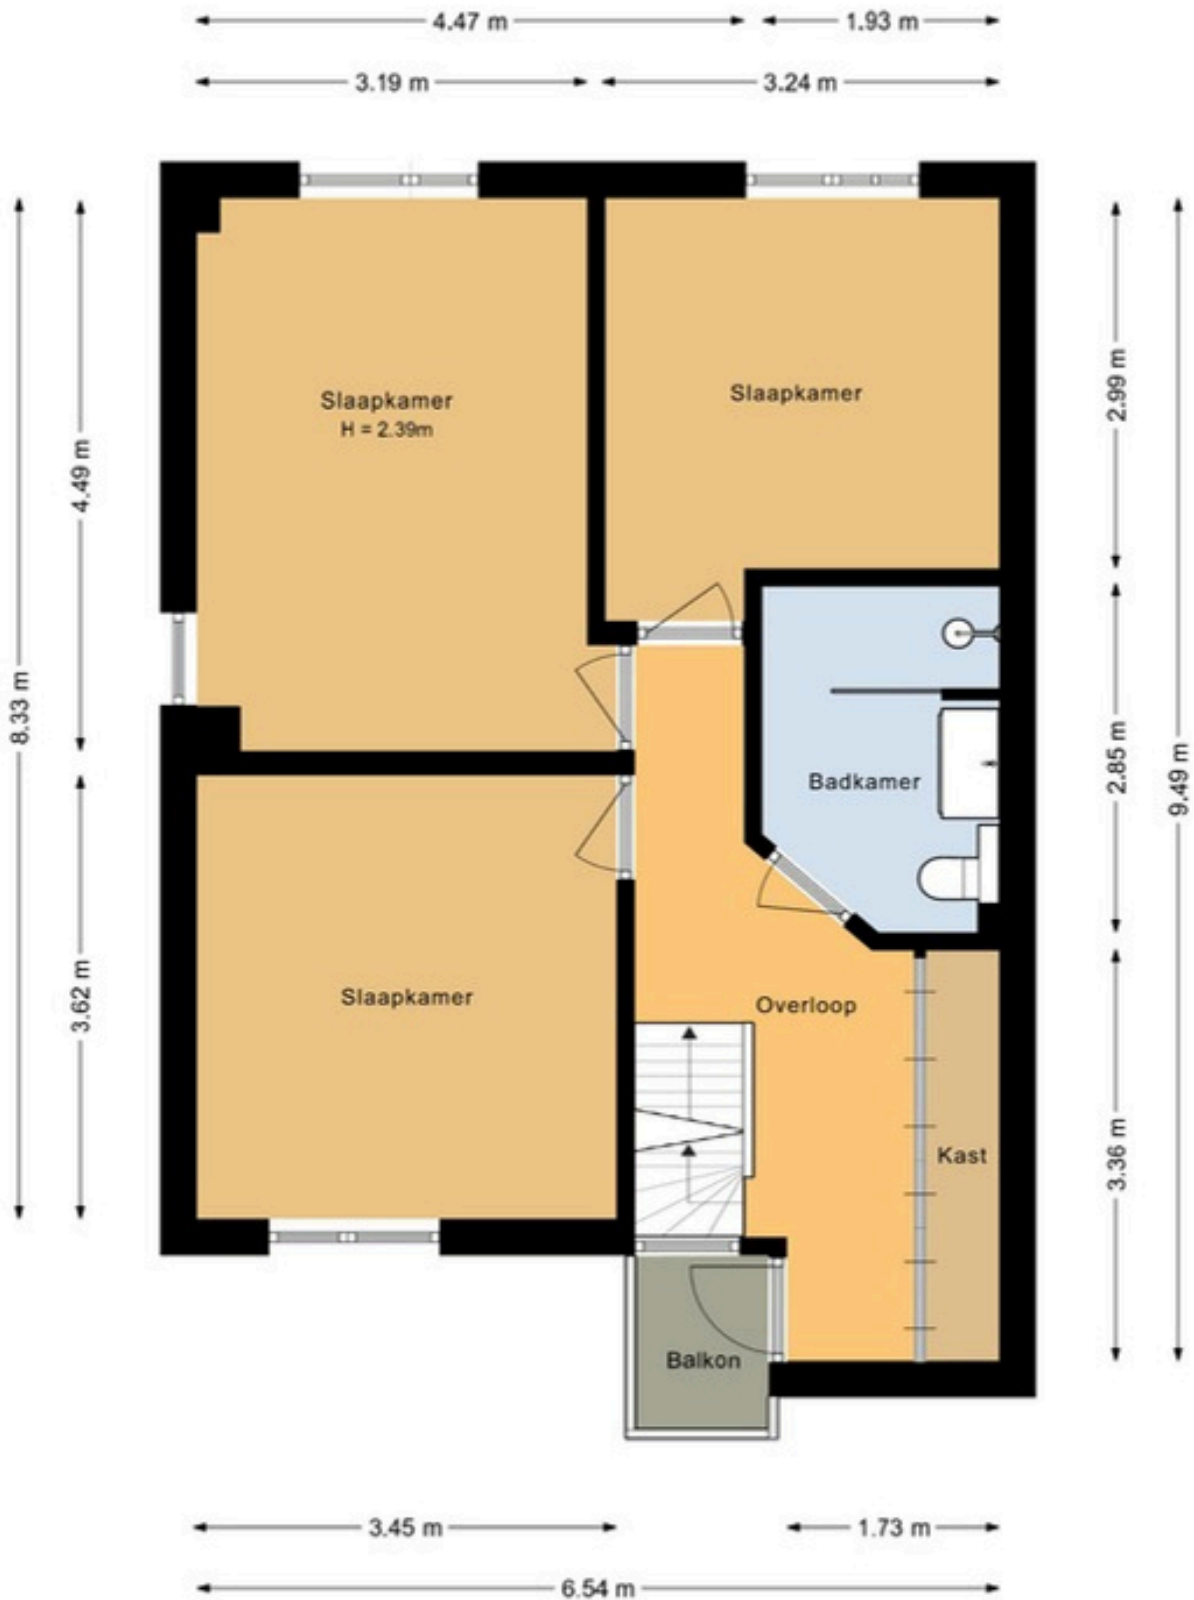 4.47 m
1.93 m
3.19 m
3.24 m
Slaapkamer
H = 2.39m
Slaapkamer
2.99 m
4.49 m
8.33 m
2.85 m
9.49 m
Badkamer
Slaapkamer
3.62 m
Overloop
Kast
3.36 m
Balkon
3.45 m
1.73 m
6.54 m